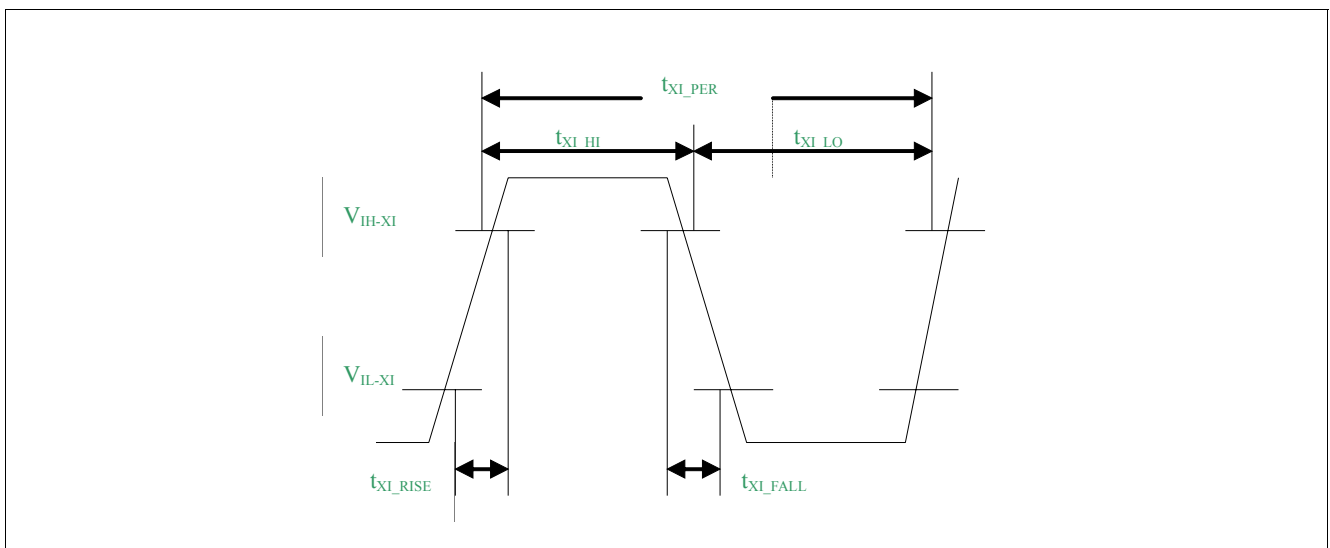 tXI_PER
tXI_HI
tXI_LO
VIH-XI
VIL-XI
tXI_RISE
tXI_FALL